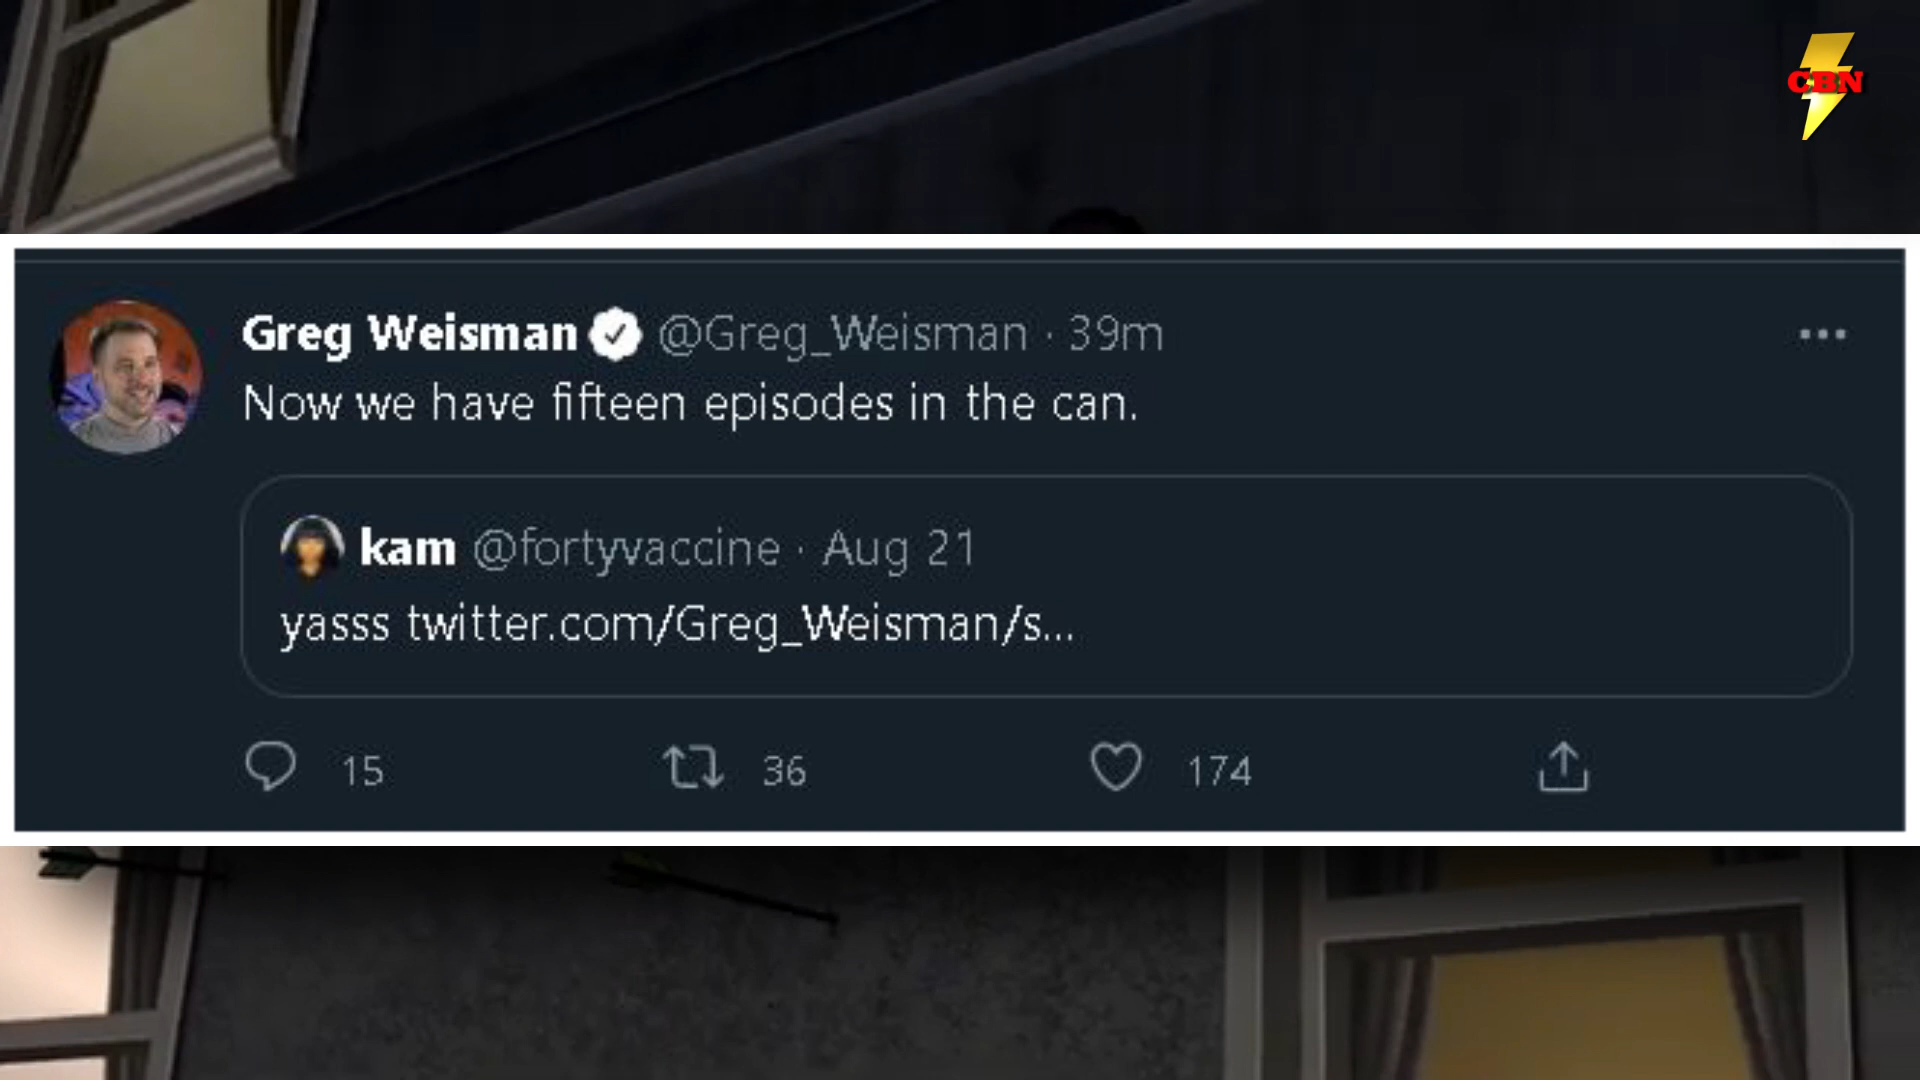 CBN
Greg Weisman @Greg_Weisman · 39m
Now we have fifteen episodes in the can.
kam @fortyvaccine · Aug 21
yasss twitter.com/Greg_Weisman/s...
15 36 174